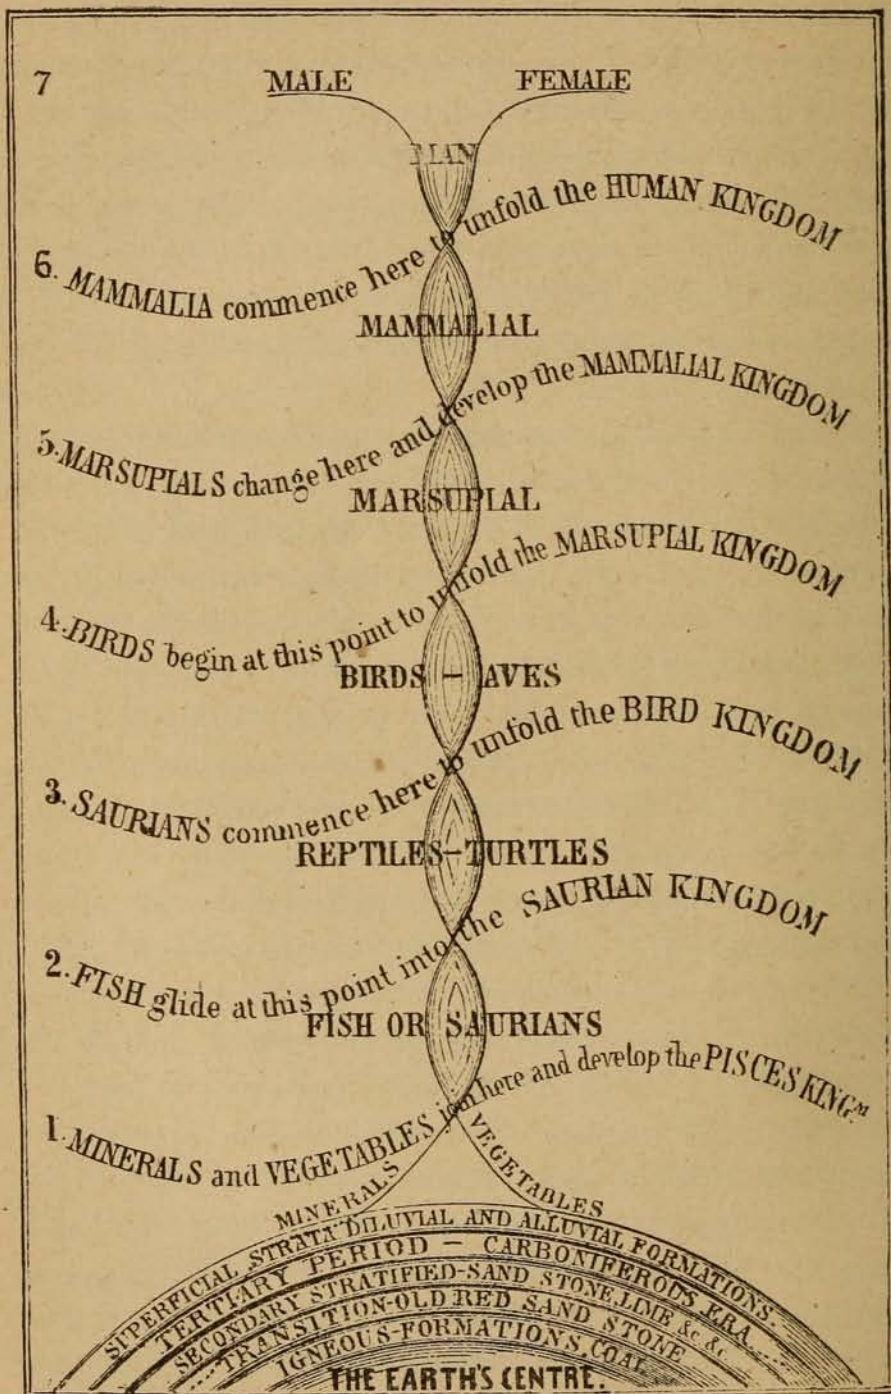 7
MALE FEMALE
MAN
6. MAMMALIA commence here to unfold the HUMAN KINGDOM
MAMMALIAL
5. MARSUPIALS change here and develop the MAMMALIAL KINGDOM
MARSUPIAL
4. BIRDS begin at this point to unfold the MARSUPIAL KINGDOM
BIRDS – AVES
3. SAURIANS commence here to unfold the BIRD KINGDOM
REPTILES–TURTLES
2. FISH glide at this point into the SAURIAN KINGDOM
FISH OR SAURIANS
1. MINERALS and VEGETABLES join here and develop the PISCES KINGM
MINERALS VEGETABLES
SUPERFICIAL STRATA DILUVIAL AND ALLUVIAL FORMATIONS.
TERTIARY PERIOD – CARBONIFEROUS ERA
SECONDARY STRATIFIED-SAND STONE, LIME &c &c.
TRANSITION-OLD RED SAND STONE
IGNEOUS-FORMATIONS, COAL
THE EARTH'S CENTRE.